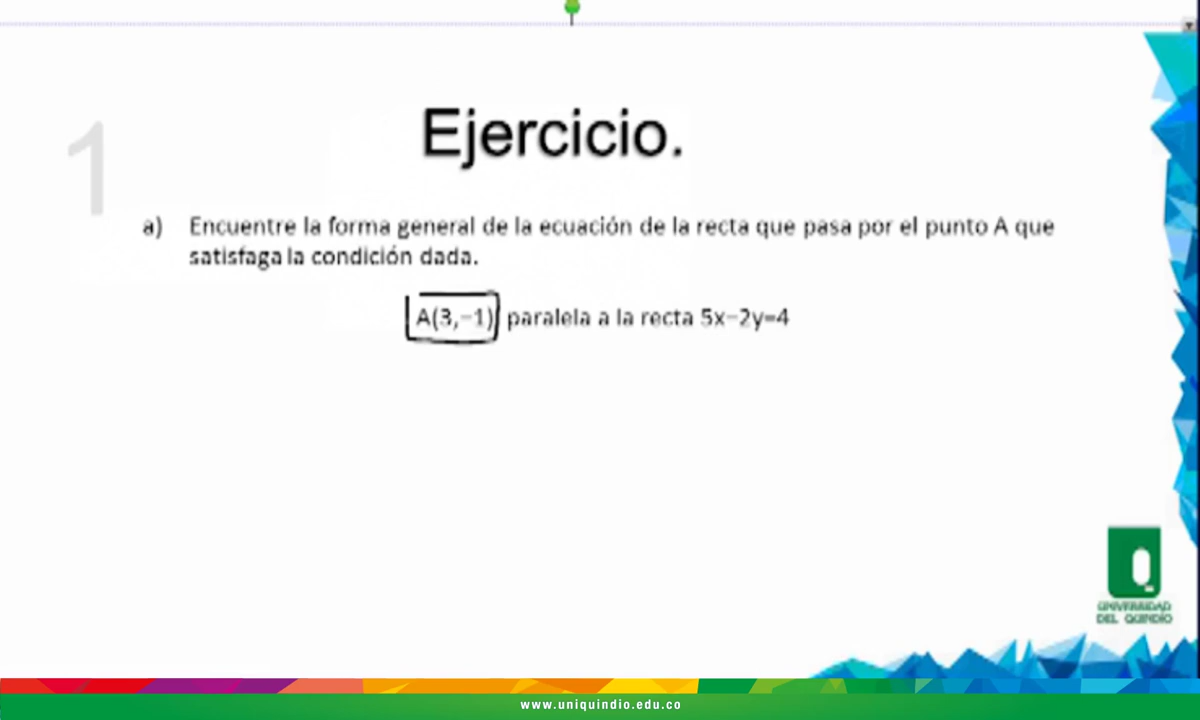 1
Ejercicio.
a) Encuentre la forma general de la ecuación de la recta que pasa por el punto A que
satisfaga la condición dada.
A(3,−1) paralela a la recta 5x−2y=4
UNIVERSIDAD
DEL QUINDÍO
www.uniquindio.edu.co